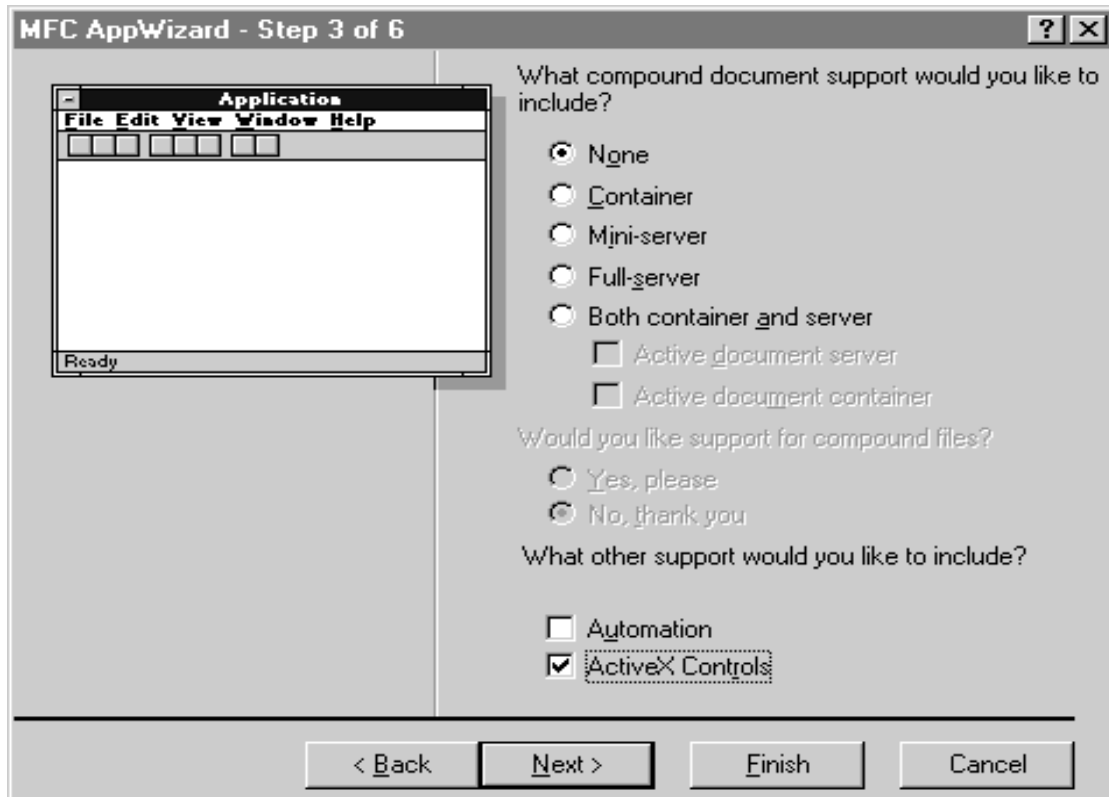 MFC AppWizard - Step 3 of 6
Application
File Edit View Window Help
Ready
What compound document support would you like to
include?
None
Container
Mini-server
Full-server
Both container and server
Active document server
Active document container
Would you like support for compound files?
Yes, please
No, thank you
What other support would you like to include?
Automation
ActiveX Controls
< Back
Next >
Finish
Cancel